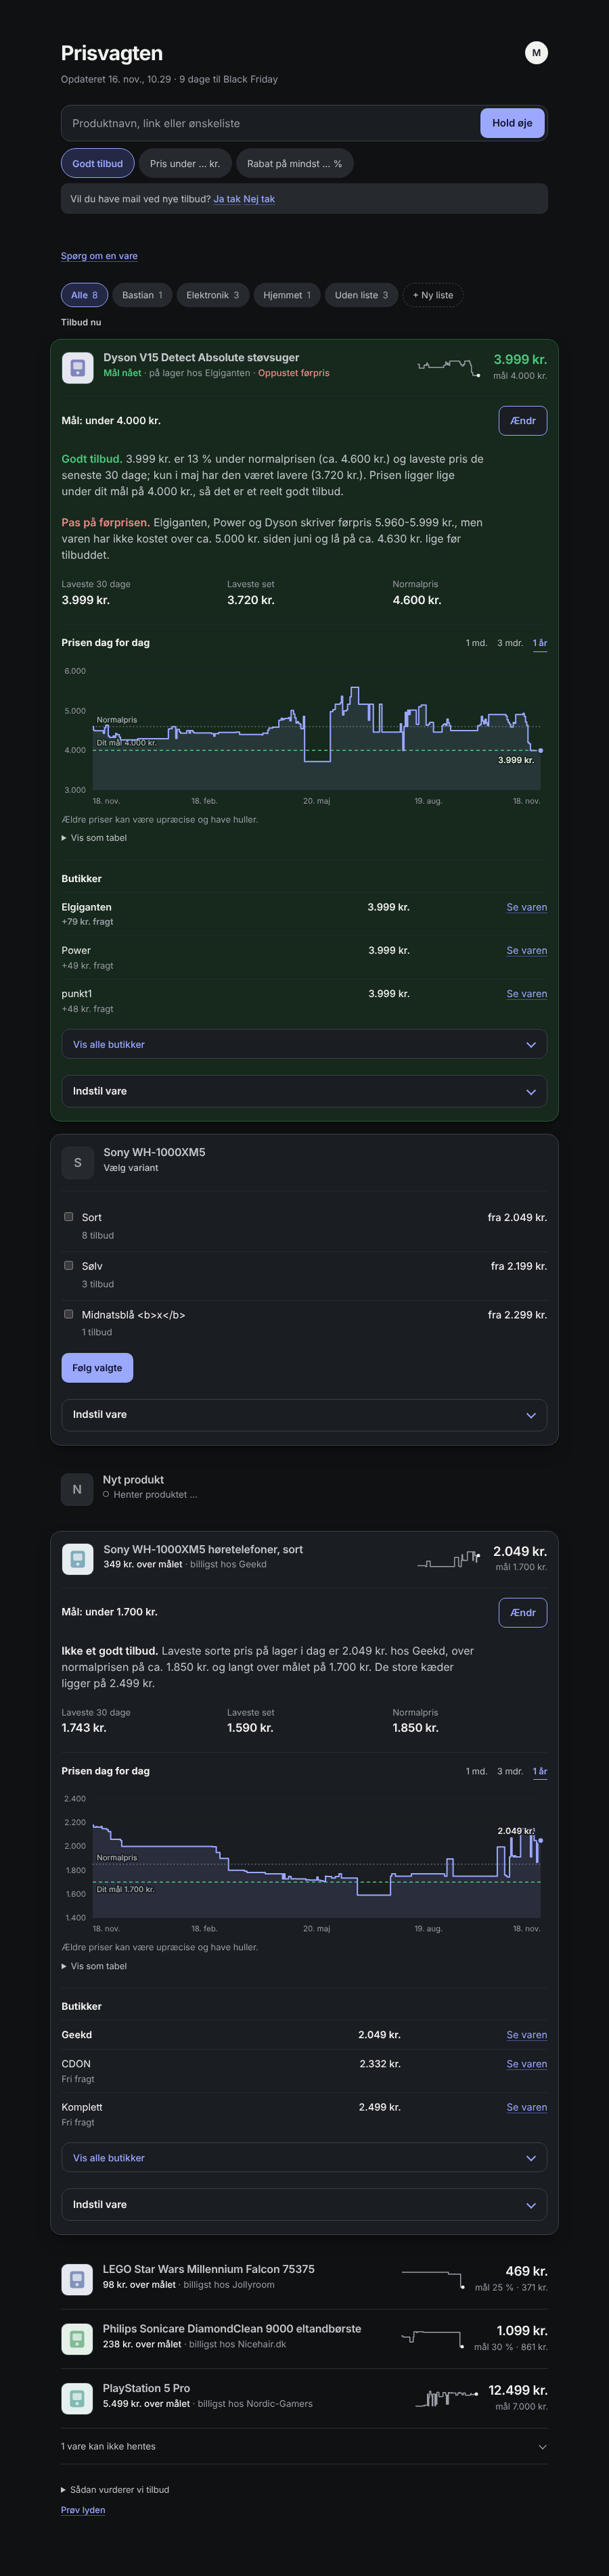 Prisvagten
M
Opdateret 16. nov., 10.29 · 9 dage til Black Friday
Produktnavn, link eller ønskeliste
Hold øje
Godt tilbud
Pris under ... kr.
Rabat på mindst ... %
Vil du have mail ved nye tilbud? Ja tak Nej tak
Spørg om en vare
Alle 8
Bastian 1
Elektronik 3
Hjemmet 1
Uden liste 3
+ Ny liste
Tilbud nu
Dyson V15 Detect Absolute støvsuger
Mål nået · på lager hos Elgiganten · Oppustet førpris
3.999 kr.
mål 4.000 kr.
Mål: under 4.000 kr.
Ændr
Godt tilbud. 3.999 kr. er 13 % under normalprisen (ca. 4.600 kr.) og laveste pris de
seneste 30 dage; kun i maj har den været lavere (3.720 kr.). Prisen ligger lige
under dit mål på 4.000 kr., så det er et reelt godt tilbud.
Pas på førprisen. Elgiganten, Power og Dyson skriver førpris 5.960-5.999 kr., men
varen har ikke kostet over ca. 5.000 kr. siden juni og lå på ca. 4.630 kr. lige før
tilbuddet.
Laveste 30 dage
3.999 kr.
Laveste set
3.720 kr.
Normalpris
4.600 kr.
Prisen dag for dag
1 md.
3 mdr.
1 år
6.000
5.000
4.000
3.000
Normalpris
Dit mål 4.000 kr.
3.999 kr.
18. nov.
18. feb.
20. maj
19. aug.
18. nov.
Ældre priser kan være upræcise og have huller.
▶ Vis som tabel
Butikker
Elgiganten
+79 kr. fragt
3.999 kr.
Se varen
Power
+49 kr. fragt
3.999 kr.
Se varen
punkt1
+48 kr. fragt
3.999 kr.
Se varen
Vis alle butikker
Indstil vare
S
Sony WH-1000XM5
Vælg variant
Sort
8 tilbud
fra 2.049 kr.
Sølv
3 tilbud
fra 2.199 kr.
Midnatsblå <b>x</b>
1 tilbud
fra 2.299 kr.
Følg valgte
Indstil vare
N
Nyt produkt
Henter produktet ...
Sony WH-1000XM5 høretelefoner, sort
349 kr. over målet · billigst hos Geekd
2.049 kr.
mål 1.700 kr.
Mål: under 1.700 kr.
Ændr
Ikke et godt tilbud. Laveste sorte pris på lager i dag er 2.049 kr. hos Geekd, over
normalprisen på ca. 1.850 kr. og langt over målet på 1.700 kr. De store kæder
ligger på 2.499 kr.
Laveste 30 dage
1.743 kr.
Laveste set
1.590 kr.
Normalpris
1.850 kr.
Prisen dag for dag
1 md.
3 mdr.
1 år
2.400
2.200
2.000
1.800
1.600
1.400
Normalpris
Dit mål 1.700 kr.
2.049 kr.
18. nov.
18. feb.
20. maj
19. aug.
18. nov.
Ældre priser kan være upræcise og have huller.
▶ Vis som tabel
Butikker
Geekd
2.049 kr.
Se varen
CDON
Fri fragt
2.332 kr.
Se varen
Komplett
Fri fragt
2.499 kr.
Se varen
Vis alle butikker
Indstil vare
LEGO Star Wars Millennium Falcon 75375
98 kr. over målet · billigst hos Jollyroom
469 kr.
mål 25 % · 371 kr.
Philips Sonicare DiamondClean 9000 eltandbørste
238 kr. over målet · billigst hos Nicehair.dk
1.099 kr.
mål 30 % · 861 kr.
PlayStation 5 Pro
5.499 kr. over målet · billigst hos Nordic-Gamers
12.499 kr.
mål 7.000 kr.
1 vare kan ikke hentes
▶ Sådan vurderer vi tilbud
Prøv lyden